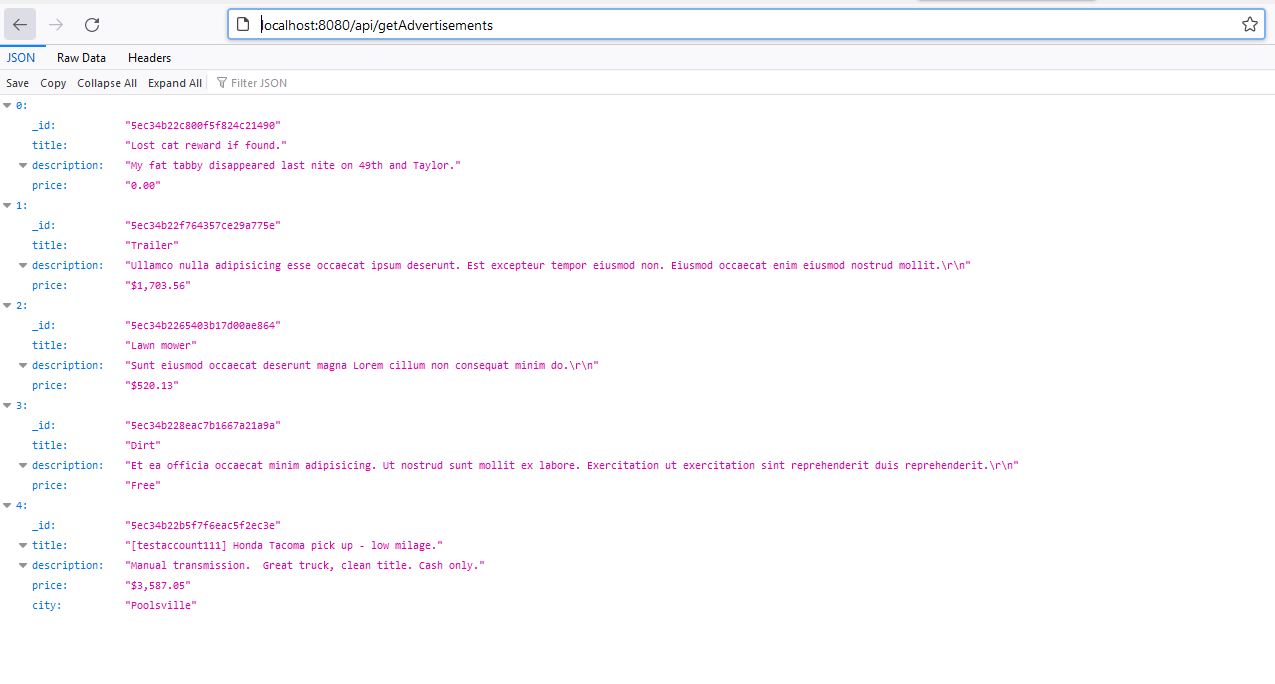 localhost:8080/api/getAdvertisements
JSON Raw Data Headers
Save Copy Collapse All Expand All Filter JSON
0:
_id: "5ec34b22c800f5f824c21490"
title: "Lost cat reward if found."
description: "My fat tabby disappeared last nite on 49th and Taylor."
price: "0.00"
1:
_id: "5ec34b22f764357ce29a775e"
title: "Trailer"
description: "Ullamco nulla adipisicing esse occaecat ipsum deserunt. Est excepteur tempor eiusmod non. Eiusmod occaecat enim eiusmod nostrud mollit.\r\n"
price: "$1,703.56"
2:
_id: "5ec34b2265403b17d00ae864"
title: "Lawn mower"
description: "Sunt eiusmod occaecat deserunt magna Lorem cillum non consequat minim do.\r\n"
price: "$520.13"
3:
_id: "5ec34b228eac7b1667a21a9a"
title: "Dirt"
description: "Et ea officia occaecat minim adipisicing. Ut nostrud sunt mollit ex labore. Exercitation ut exercitation sint reprehenderit duis reprehenderit.\r\n"
price: "Free"
4:
_id: "5ec34b22b5f7f6eac5f2ec3e"
title: "[testaccount111] Honda Tacoma pick up - low milage."
description: "Manual transmission.  Great truck, clean title. Cash only."
price: "$3,587.05"
city: "Poolsville"